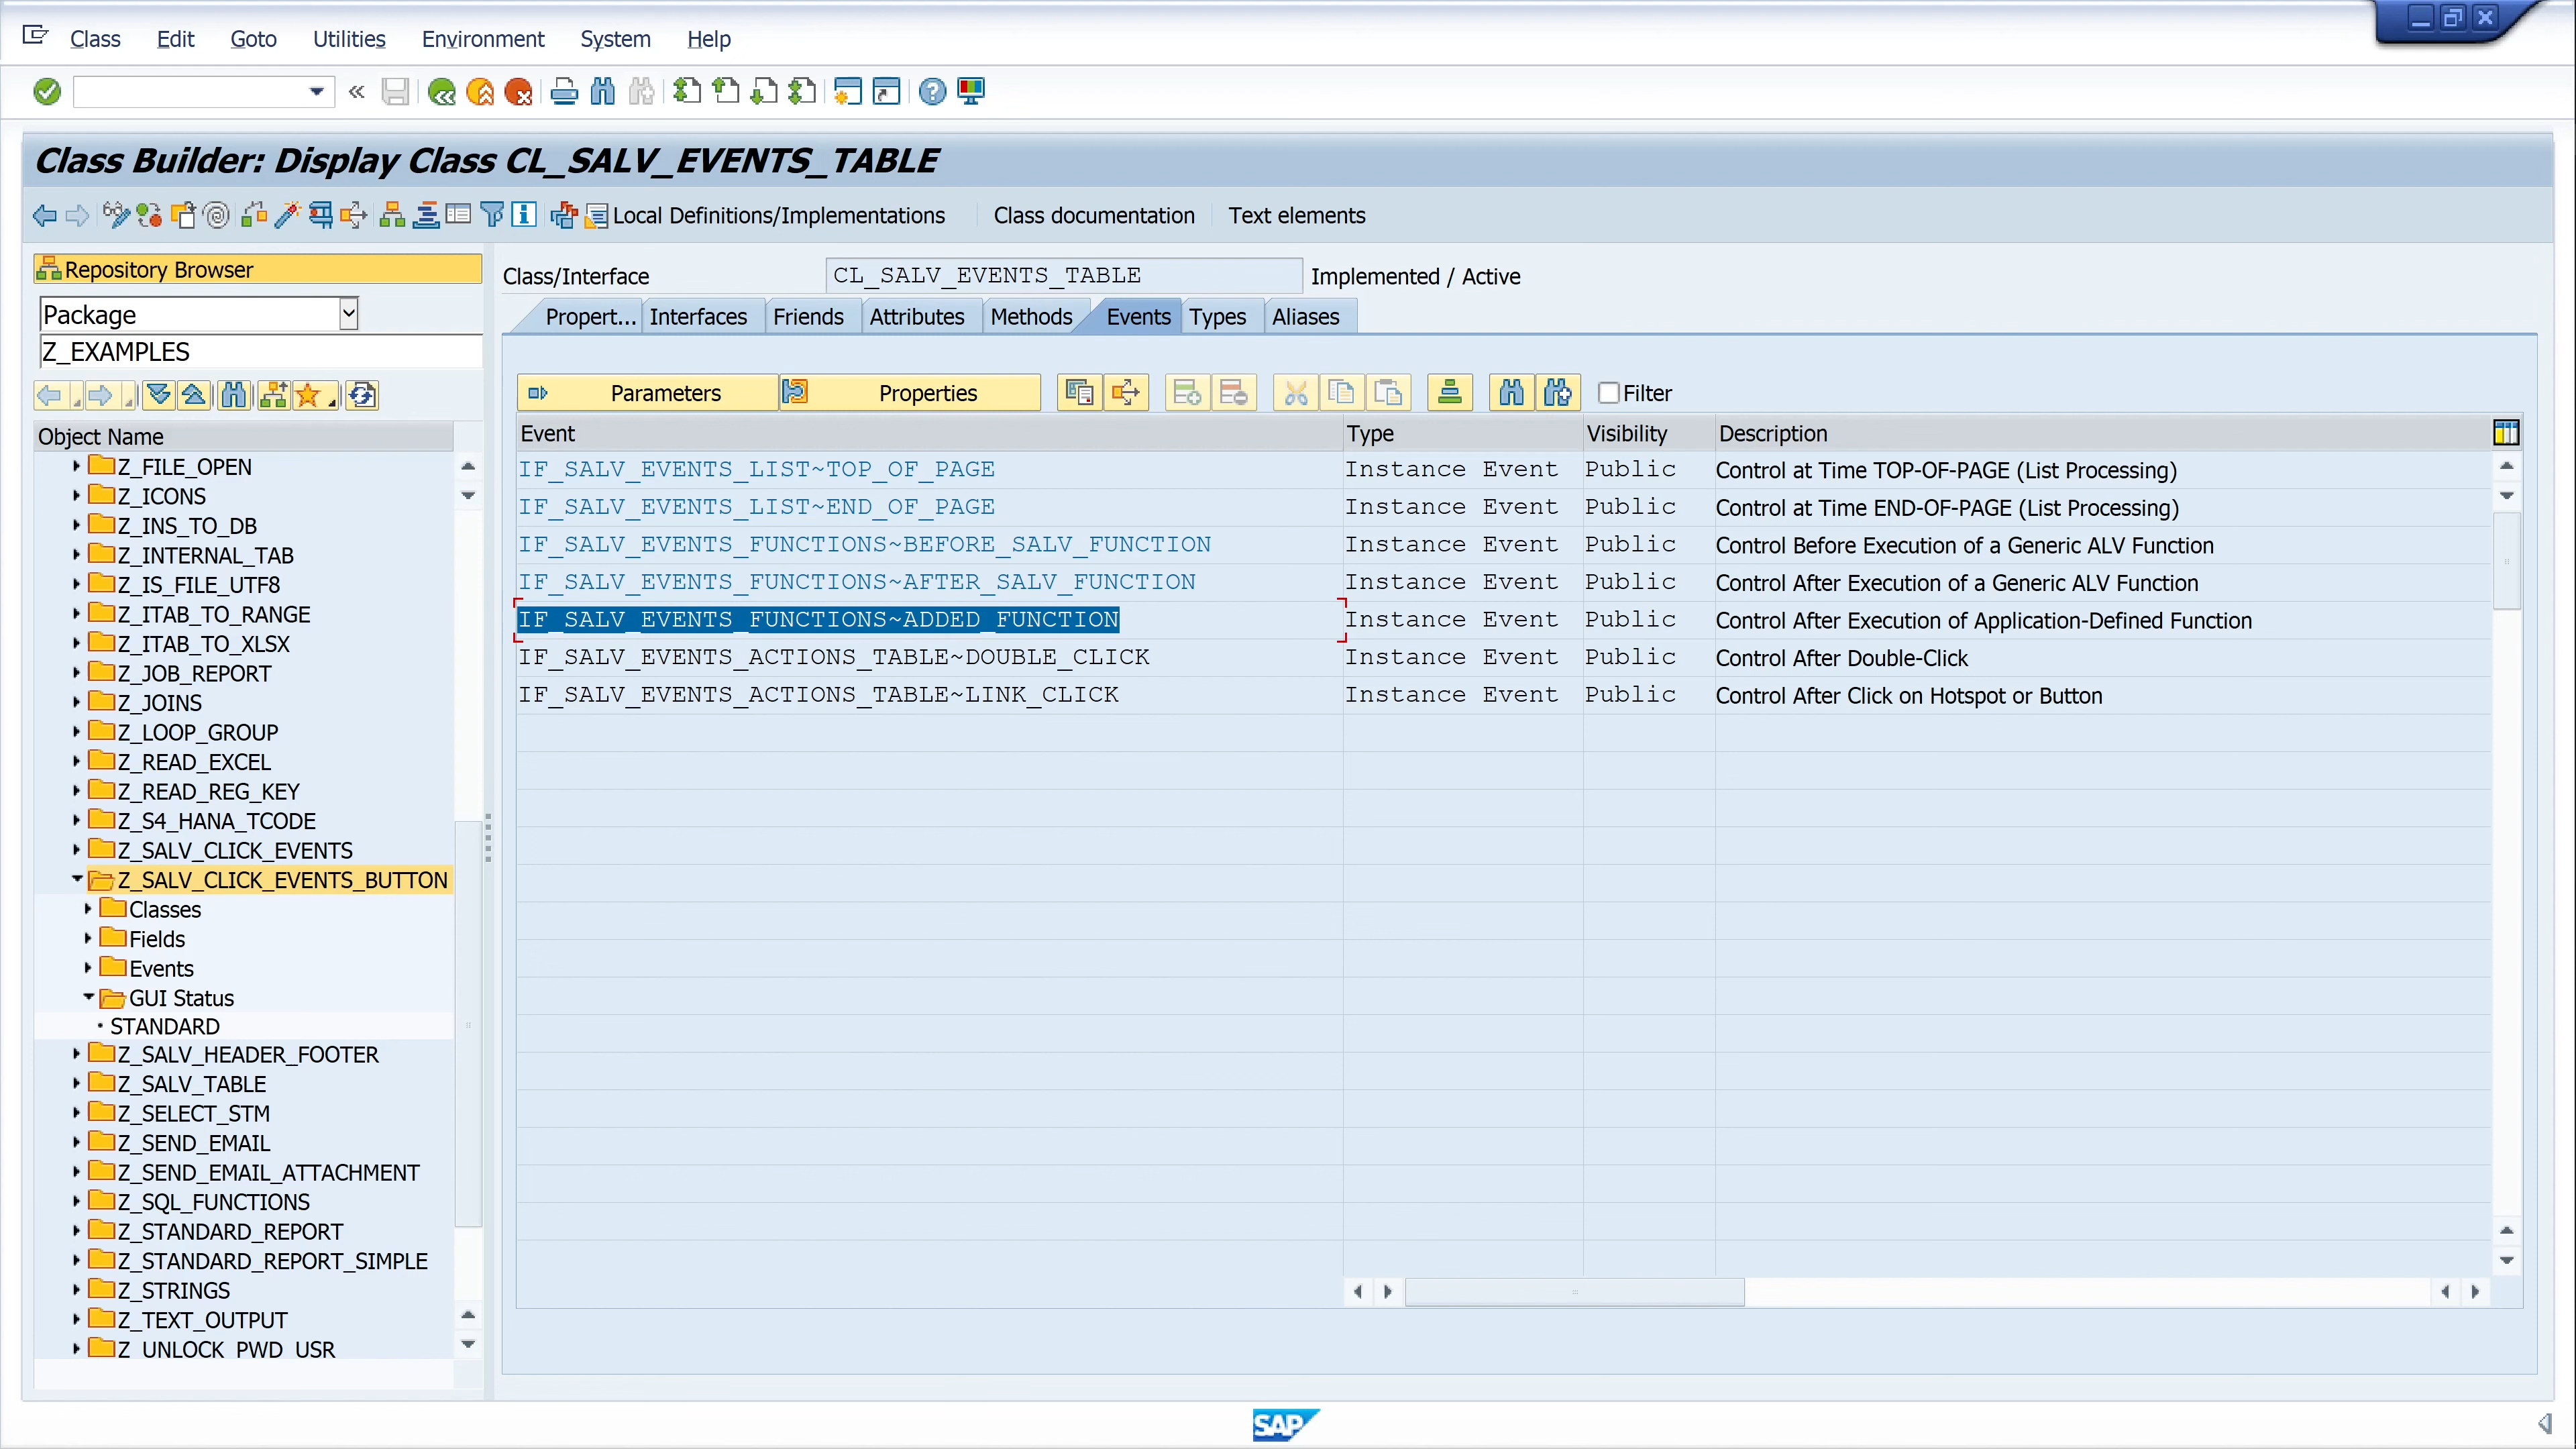 Class Edit Goto Utilities Environment System Help
Class Builder: Display Class CL_SALV_EVENTS_TABLE
Local Definitions/Implementations Class documentation Text elements
Repository Browser
Package
Z_EXAMPLES
Object Name
Z_FILE_OPEN
Z_ICONS
Z_INS_TO_DB
Z_INTERNAL_TAB
Z_IS_FILE_UTF8
Z_ITAB_TO_RANGE
Z_ITAB_TO_XLSX
Z_JOB_REPORT
Z_JOINS
Z_LOOP_GROUP
Z_READ_EXCEL
Z_READ_REG_KEY
Z_S4_HANA_TCODE
Z_SALV_CLICK_EVENTS
Z_SALV_CLICK_EVENTS_BUTTON
Classes
Fields
Events
GUI Status
STANDARD
Z_SALV_HEADER_FOOTER
Z_SALV_TABLE
Z_SELECT_STM
Z_SEND_EMAIL
Z_SEND_EMAIL_ATTACHMENT
Z_SQL_FUNCTIONS
Z_STANDARD_REPORT
Z_STANDARD_REPORT_SIMPLE
Z_STRINGS
Z_TEXT_OUTPUT
Z_UNLOCK_PWD_USR
Class/Interface CL_SALV_EVENTS_TABLE Implemented / Active
Propert... Interfaces Friends Attributes Methods Events Types Aliases
Parameters Properties Filter
Event Type Visibility Description
IF_SALV_EVENTS_LIST~TOP_OF_PAGE Instance Event Public Control at Time TOP-OF-PAGE (List Processing)
IF_SALV_EVENTS_LIST~END_OF_PAGE Instance Event Public Control at Time END-OF-PAGE (List Processing)
IF_SALV_EVENTS_FUNCTIONS~BEFORE_SALV_FUNCTION Instance Event Public Control Before Execution of a Generic ALV Function
IF_SALV_EVENTS_FUNCTIONS~AFTER_SALV_FUNCTION Instance Event Public Control After Execution of a Generic ALV Function
IF_SALV_EVENTS_FUNCTIONS~ADDED_FUNCTION Instance Event Public Control After Execution of Application-Defined Function
IF_SALV_EVENTS_ACTIONS_TABLE~DOUBLE_CLICK Instance Event Public Control After Double-Click
IF_SALV_EVENTS_ACTIONS_TABLE~LINK_CLICK Instance Event Public Control After Click on Hotspot or Button
SAP